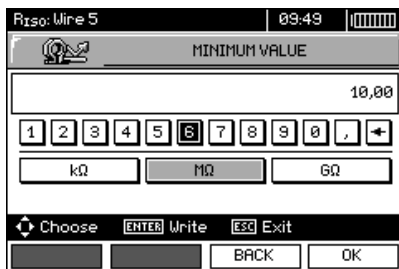 RISO: Wire 5 09:49
MINIMUM VALUE
10,00
1 2 3 4 5 6 7 8 9 0 , ←
kΩ MΩ GΩ
Choose ENTER Write ESC Exit
BACK OK